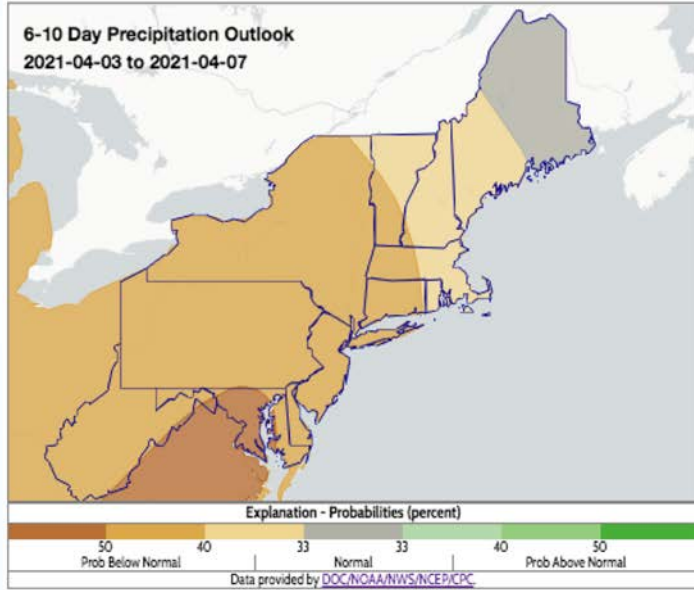 6-10 Day Precipitation Outlook
2021-04-03 to 2021-04-07
Explanation - Probabilities (percent)
50 40 33 33 40 50
Prob Below Normal | Normal | Prob Above Normal
Data provided by DOC/NOAA/NWS/NCEP/CPC.